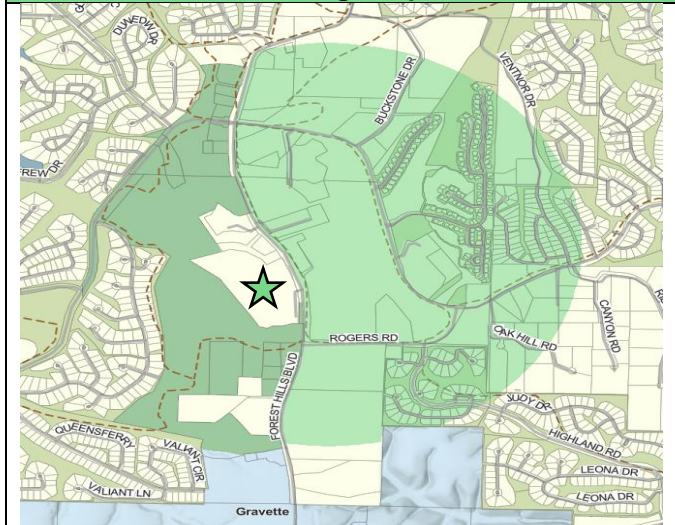 DUNEDW DR
BUCKSTONE DR
VENTNOR DR
FREW DR
ROGERS RD
OAK HILL RD
CANYON RD
FOREST HILLS BLVD
JUDY DR
QUEENSFERRY
VALIANT CIR
HIGHLAND RD
LEONA DR
VALIANT LN
LEONA DR
Gravette